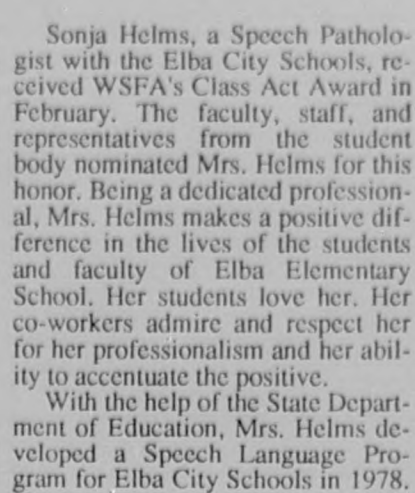 Sonja Helms, a Speech Patholo-
gist with the Elba City Schools, re-
ceived WSFA's Class Act Award in
February. The faculty, staff, and
representatives from the student
body nominated Mrs. Helms for this
honor. Being a dedicated profession-
al, Mrs. Helms makes a positive dif-
ference in the lives of the students
and faculty of Elba Elementary
School. Her students love her. Her
co-workers admire and respect her
for her professionalism and her abil-
ity to accentuate the positive.
With the help of the State Depart-
ment of Education, Mrs. Helms de-
veloped a Speech Language Pro-
gram for Elba City Schools in 1978.